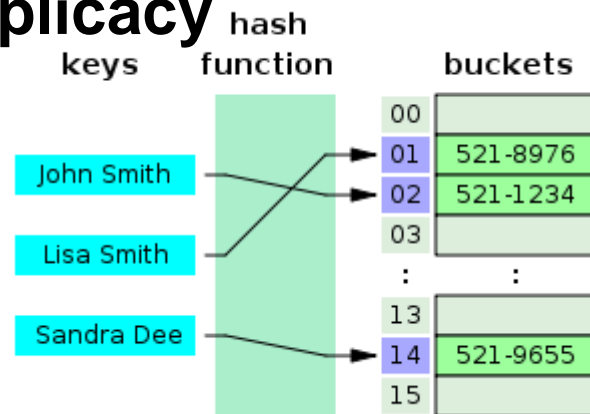 plicacy
hash
keys function buckets
00
John Smith 01 521-8976
02 521-1234
Lisa Smith 03
: :
13
Sandra Dee 14 521-9655
15